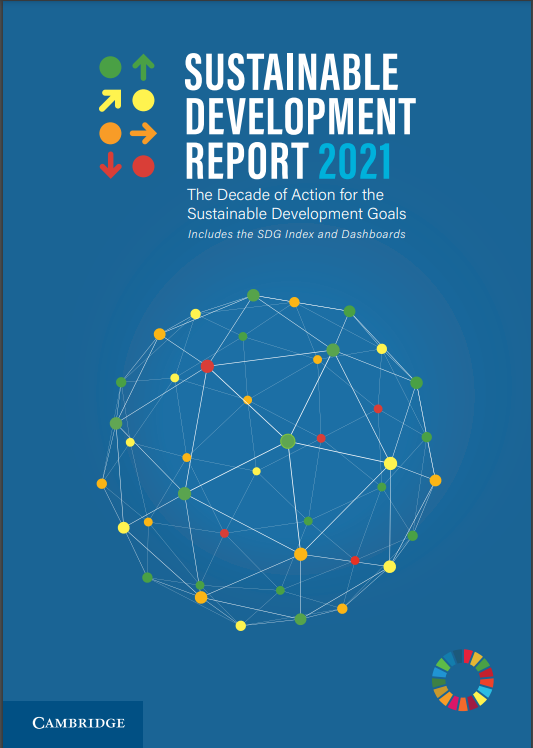 SUSTAINABLE
DEVELOPMENT
REPORT 2021
The Decade of Action for the
Sustainable Development Goals
Includes the SDG Index and Dashboards
CAMBRIDGE